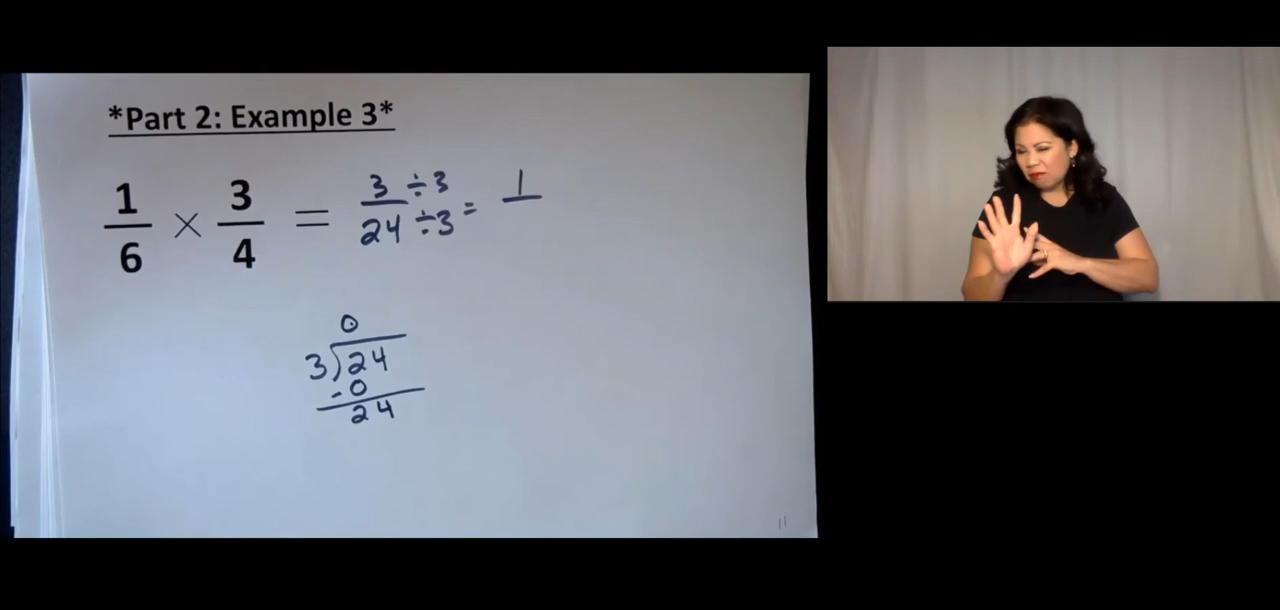 *Part 2: Example 3*
1/6 × 3/4 = 3/24 ÷3/÷3 = 1/
0
3)24
-0
24
11